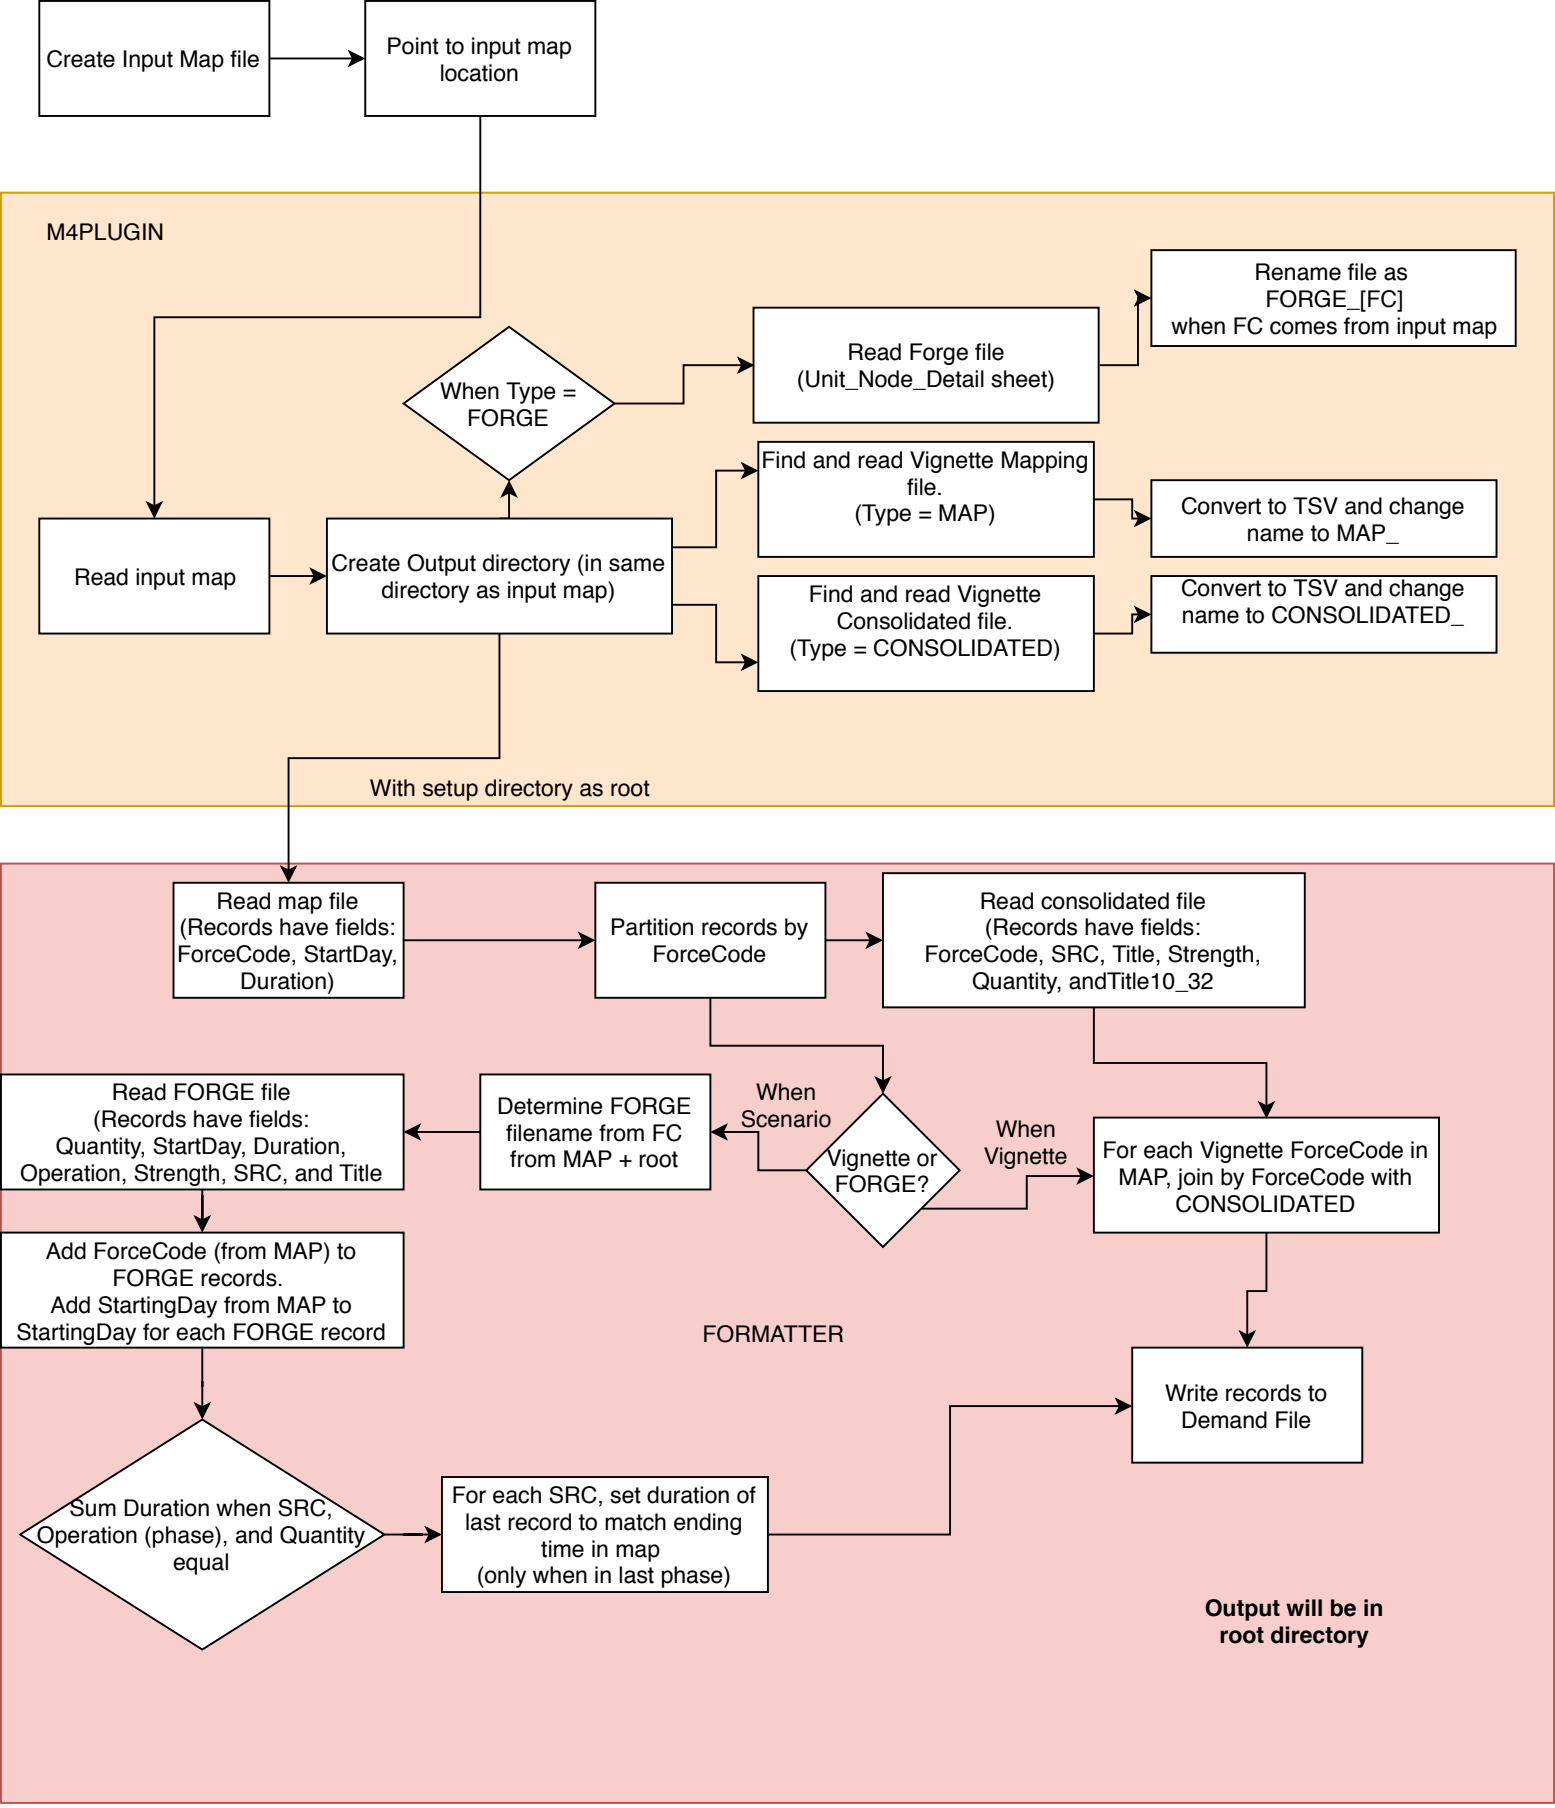 Create Input Map file
Point to input map
location
M4PLUGIN
Rename file as
FORGE_[FC]
when FC comes from input map
Read Forge file
(Unit_Node_Detail sheet)
When Type =
FORGE
Find and read Vignette Mapping
file.
(Type = MAP)
Convert to TSV and change
name to MAP_
Read input map
Create Output directory (in same
directory as input map)
Find and read Vignette
Consolidated file.
(Type = CONSOLIDATED)
Convert to TSV and change
name to CONSOLIDATED_
With setup directory as root
Read map file
(Records have fields:
ForceCode, StartDay,
Duration)
Partition records by
ForceCode
Read consolidated file
(Records have fields:
ForceCode, SRC, Title, Strength,
Quantity, andTitle10_32
Read FORGE file
(Records have fields:
Quantity, StartDay, Duration,
Operation, Strength, SRC, and Title
Determine FORGE
filename from FC
from MAP + root
When
Scenario
Vignette or
FORGE?
When
Vignette
For each Vignette ForceCode in
MAP, join by ForceCode with
CONSOLIDATED
Add ForceCode (from MAP) to
FORGE records.
Add StartingDay from MAP to
StartingDay for each FORGE record
FORMATTER
Write records to
Demand File
Sum Duration when SRC,
Operation (phase), and Quantity
equal
For each SRC, set duration of
last record to match ending
time in map
(only when in last phase)
Output will be in
root directory